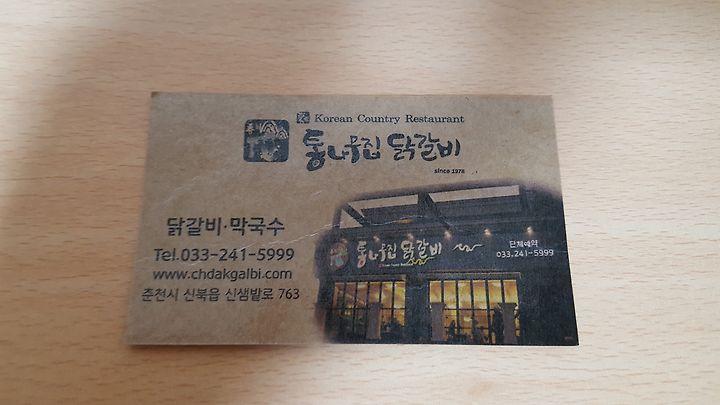 Korean Country Restaurant
통나무집 닭갈비
since 1978
닭갈비·막국수
Tel.033-241-5999
www.chdakgalbi.com
춘천시 신북읍 신샘밭로 763
통나무집 닭갈비
단체예약
033.241-5999